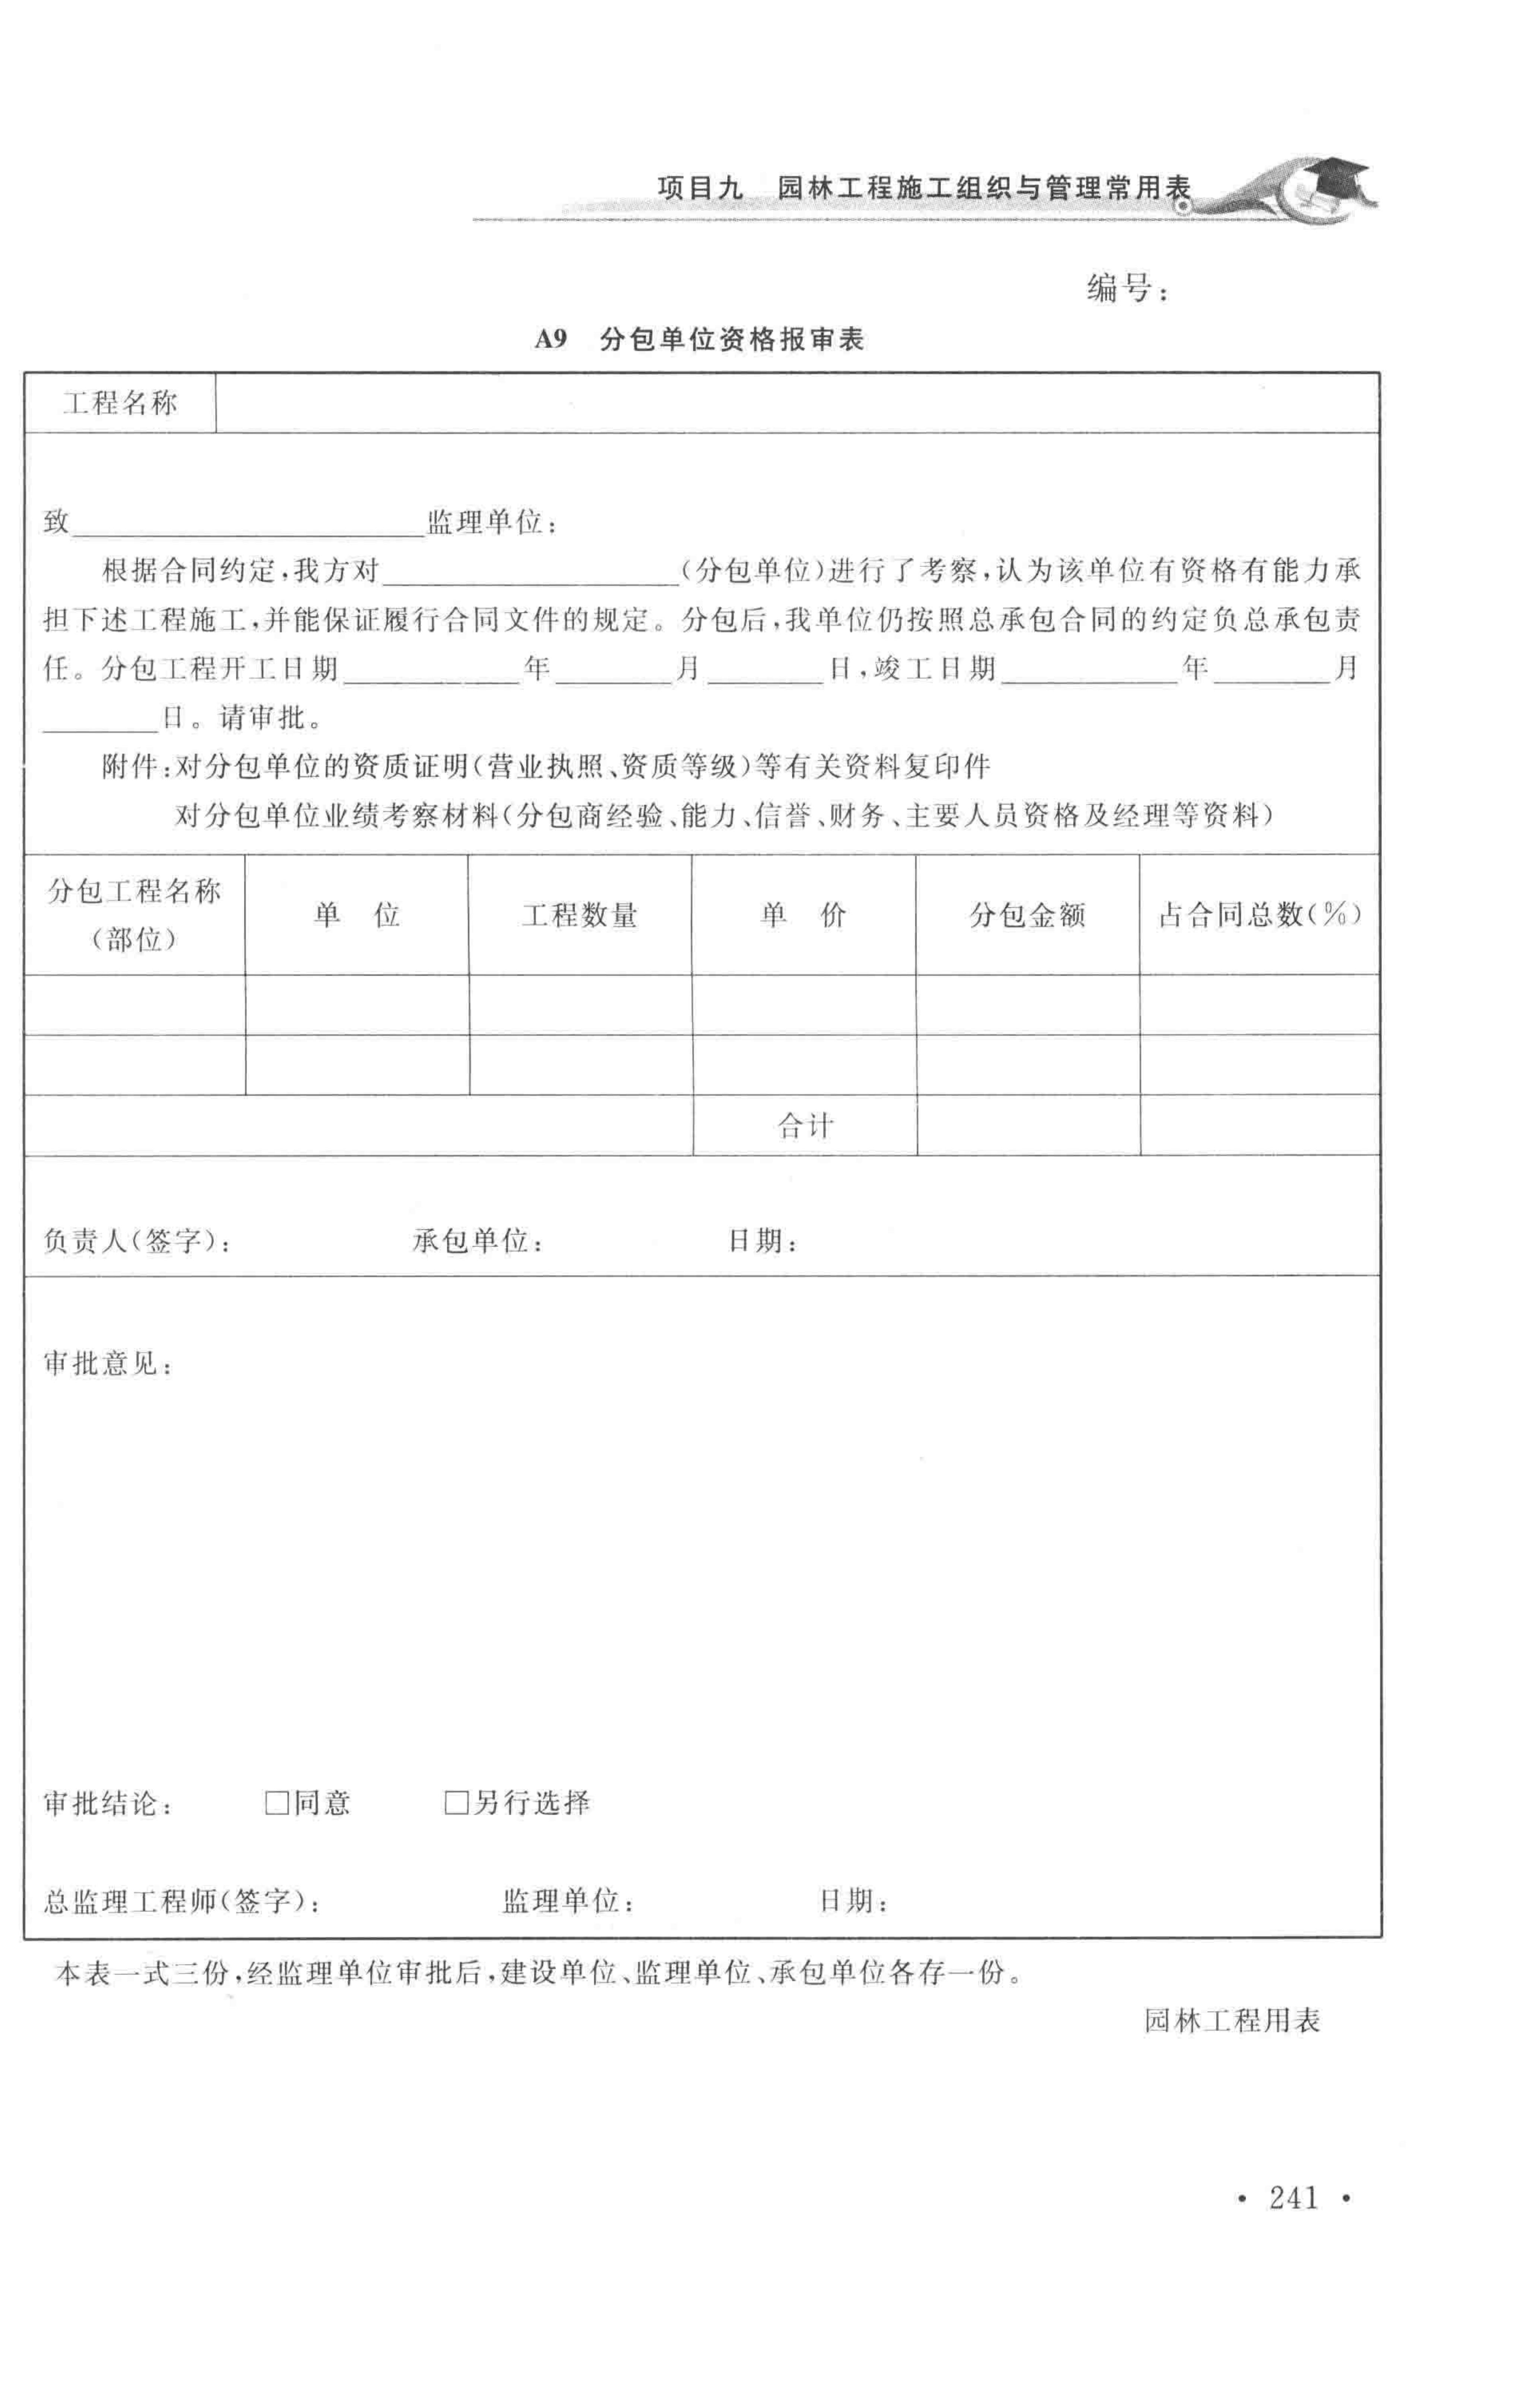 项目九 园林工程施工组织与管理常用表
编号：
A9 分包单位资格报审表
工程名称
致____________监理单位：
根据合同约定，我方对__________（分包单位）进行了考察，认为该单位有资格有能力承
担下述工程施工，并能保证履行合同文件的规定。分包后，我单位仍按照总承包合同的约定负总承包责
任。分包工程开工日期______年____月____日，竣工日期______年____月
____日。请审批。
附件：对分包单位的资质证明（营业执照、资质等级）等有关资料复印件
对分包单位业绩考察材料（分包商经验、能力、信誉、财务、主要人员资格及经理等资料）
分包工程名称
（部位）
单 位
工程数量
单 价
分包金额
占合同总数（%）
合计
负责人（签字）： 承包单位： 日期：
审批意见：
审批结论： □同意 □另行选择
总监理工程师（签字）： 监理单位： 日期：
本表一式三份，经监理单位审批后，建设单位、监理单位、承包单位各存一份。
园林工程用表
· 241 ·